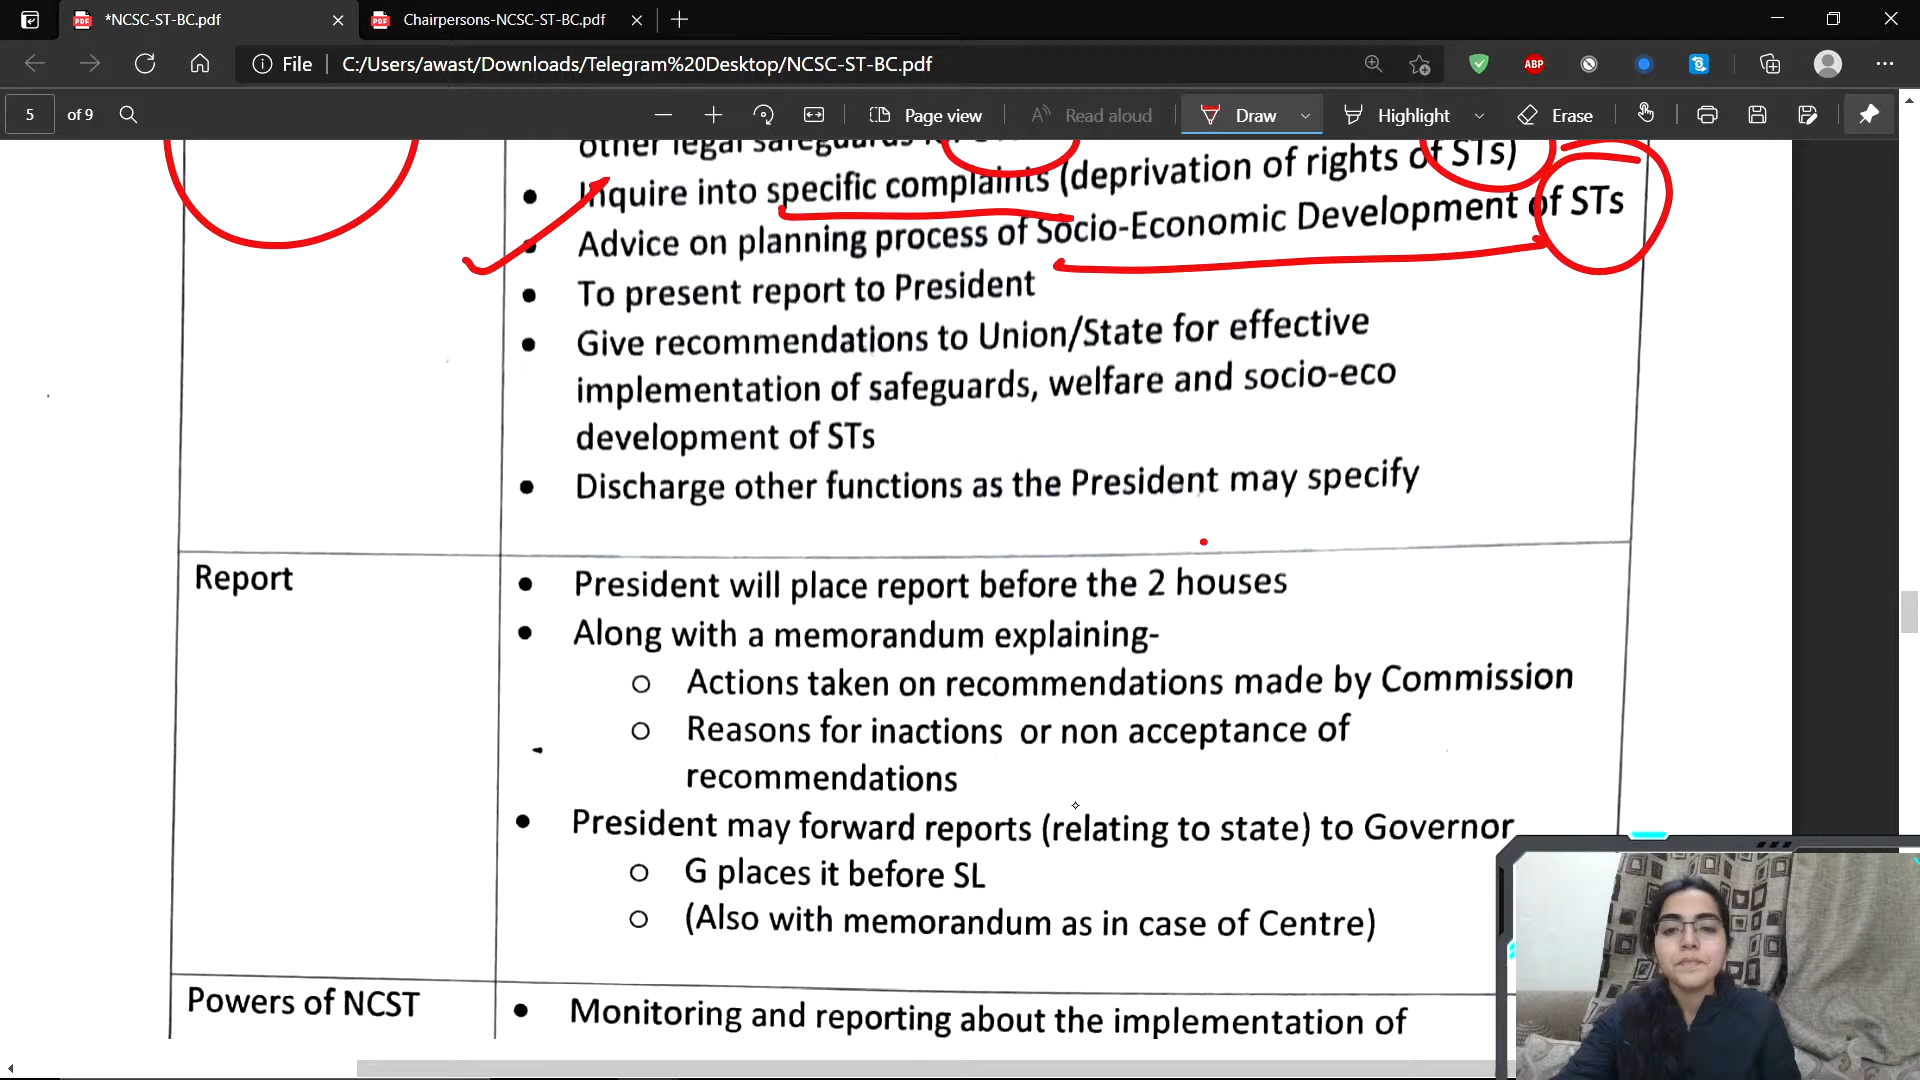 *NCSC-ST-BC.pdf
Chairpersons-NCSC-ST-BC.pdf
File
C:/Users/awast/Downloads/Telegram%20Desktop/NCSC-ST-BC.pdf
ABP
5 of 9
Page view
Read aloud
Draw
Highlight
Erase
other legal safeguards for
• Inquire into specific complaints (deprivation of rights of STs)
• Advice on planning process of Socio-Economic Development of STs
• To present report to President
• Give recommendations to Union/State for effective
implementation of safeguards, welfare and socio-eco
development of STs
• Discharge other functions as the President may specify
Report
• President will place report before the 2 houses
• Along with a memorandum explaining-
o Actions taken on recommendations made by Commission
o Reasons for inactions or non acceptance of
recommendations
• President may forward reports (relating to state) to Governor
o G places it before SL
o (Also with memorandum as in case of Centre)
Powers of NCST
• Monitoring and reporting about the implementation of